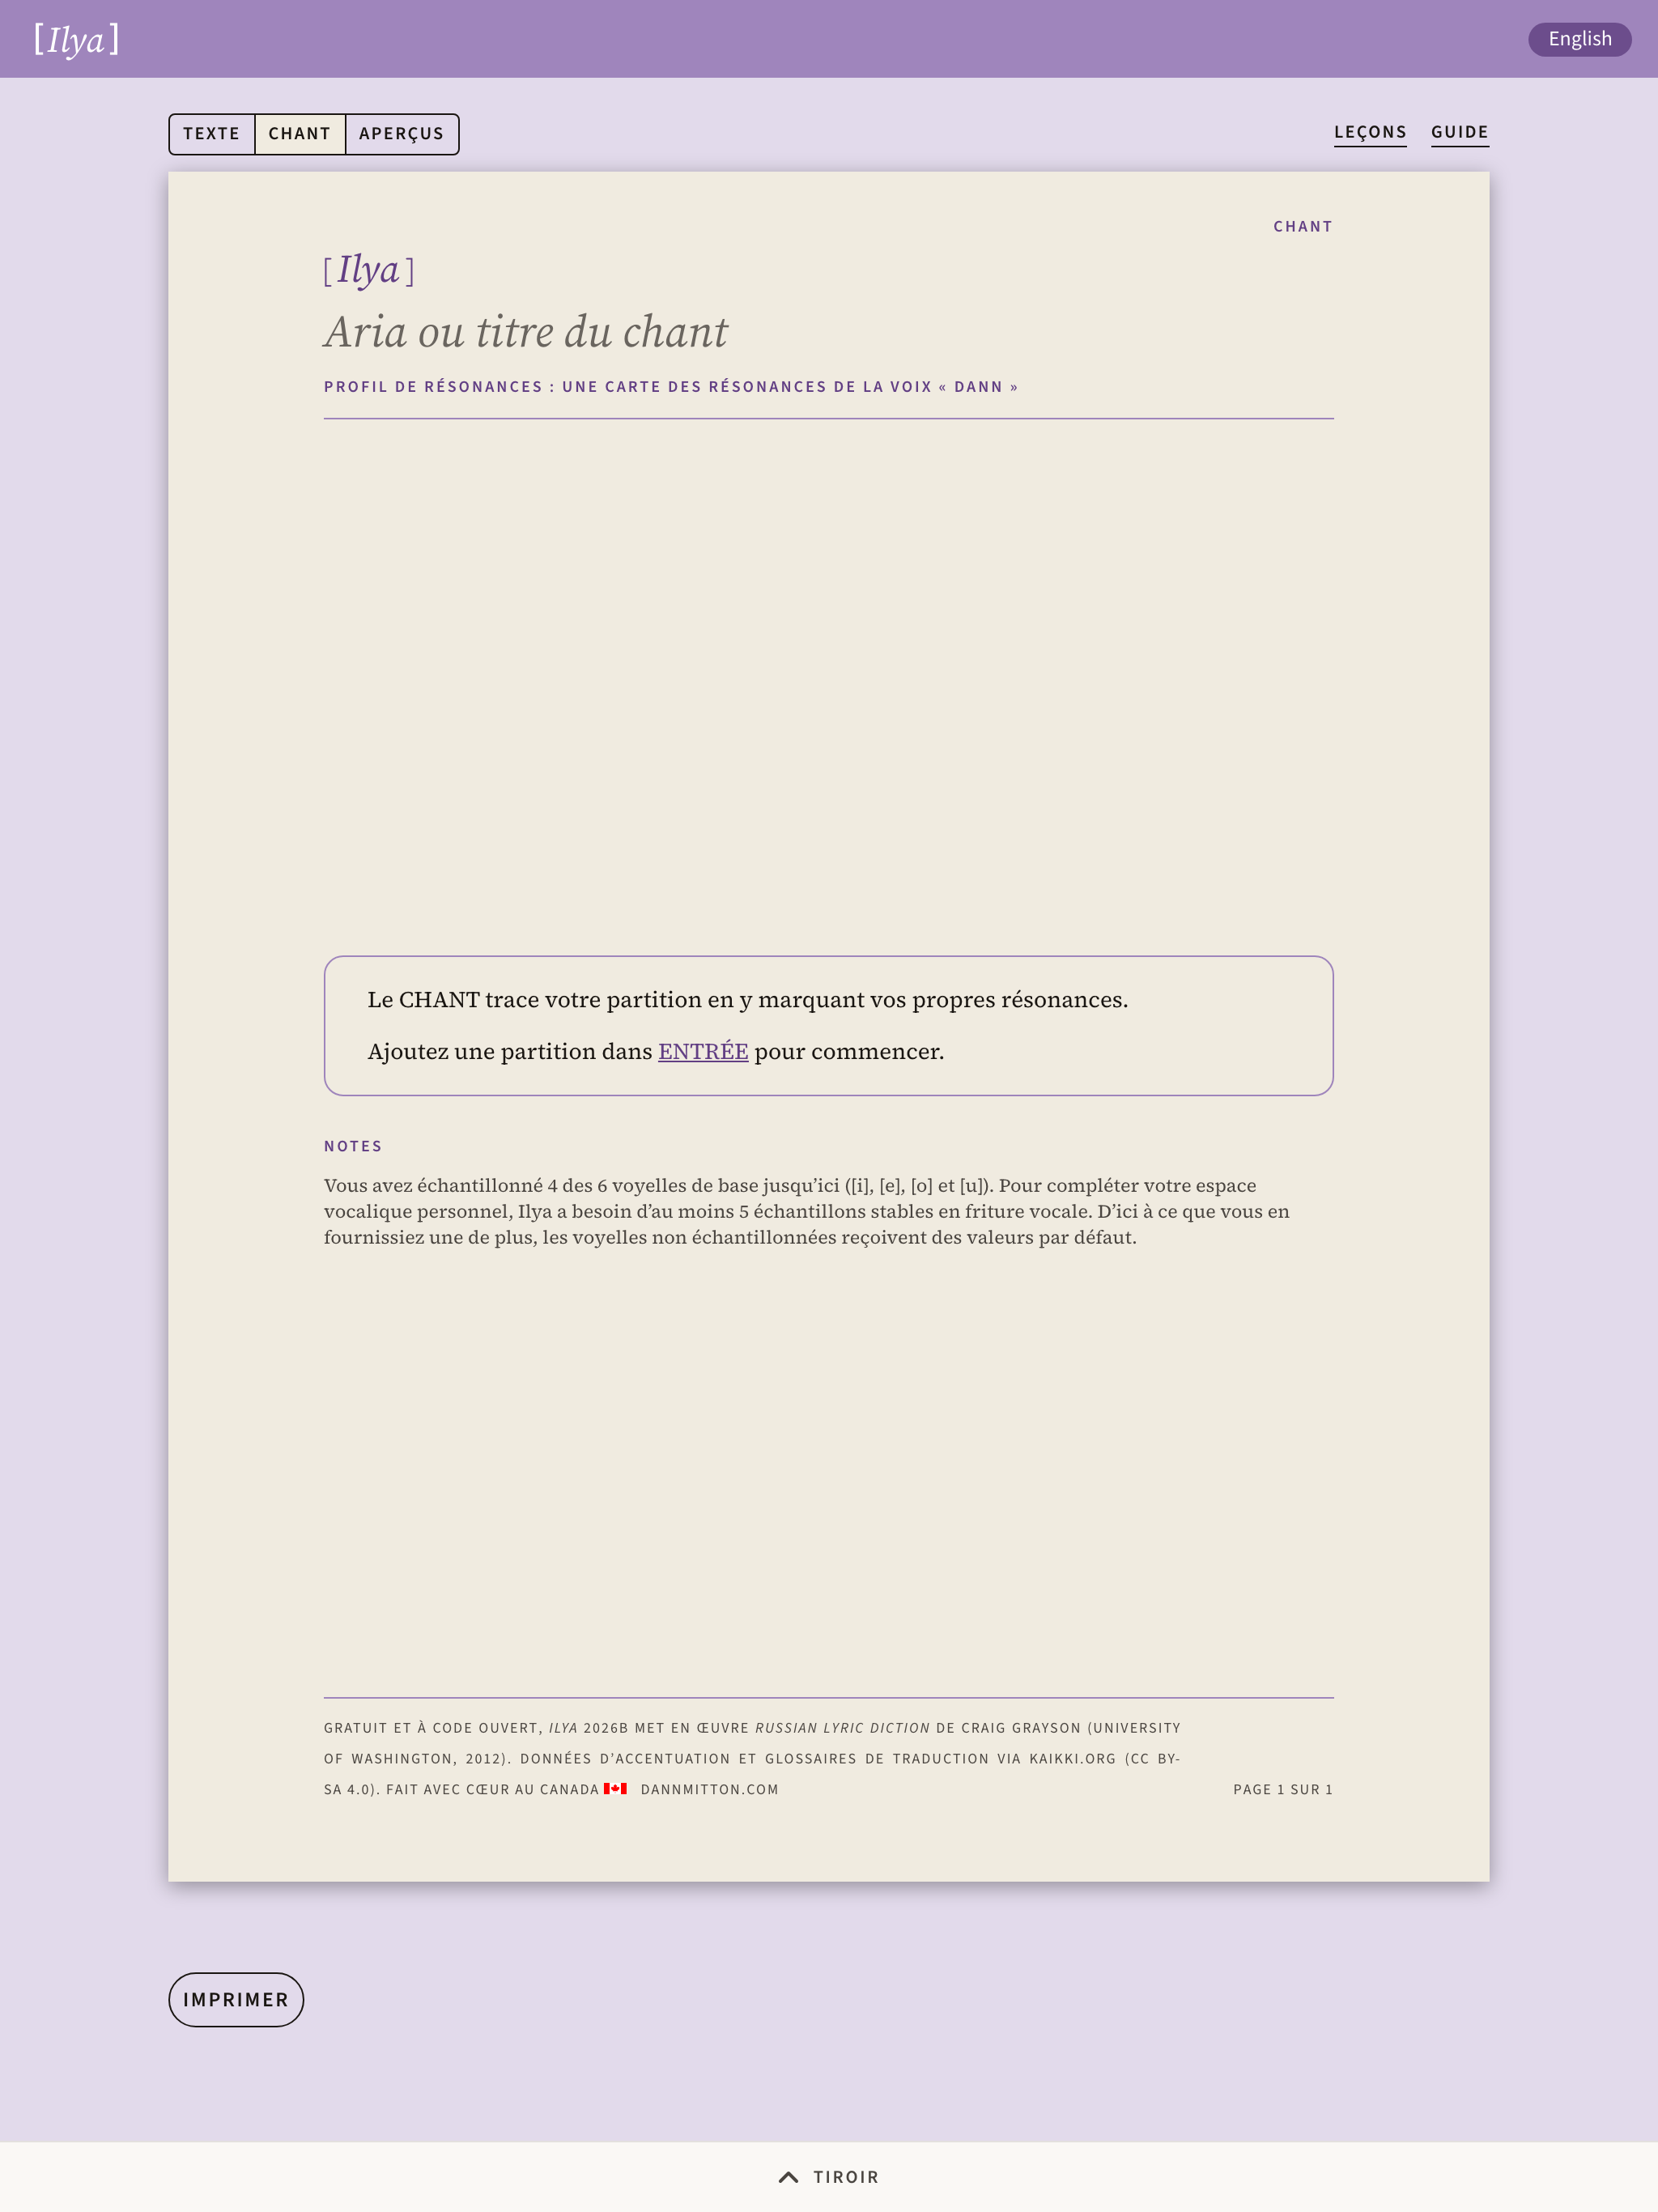 [Ilya]
English
TEXTE CHANT APERÇUS
LEÇONS GUIDE
CHANT
[Ilya]
Aria ou titre du chant
PROFIL DE RÉSONANCES : UNE CARTE DES RÉSONANCES DE LA VOIX « DANN »
Le CHANT trace votre partition en y marquant vos propres résonances.
Ajoutez une partition dans ENTRÉE pour commencer.
NOTES
Vous avez échantillonné 4 des 6 voyelles de base jusqu’ici ([i], [e], [o] et [u]). Pour compléter votre espace
vocalique personnel, Ilya a besoin d’au moins 5 échantillons stables en friture vocale. D’ici à ce que vous en
fournissiez une de plus, les voyelles non échantillonnées reçoivent des valeurs par défaut.
GRATUIT ET À CODE OUVERT, ILYA 2026B MET EN ŒUVRE RUSSIAN LYRIC DICTION DE CRAIG GRAYSON (UNIVERSITY
OF WASHINGTON, 2012). DONNÉES D’ACCENTUATION ET GLOSSAIRES DE TRADUCTION VIA KAIKKI.ORG (CC BY-
SA 4.0). FAIT AVEC CŒUR AU CANADA DANNMITTON.COM
PAGE 1 SUR 1
IMPRIMER
TIROIR